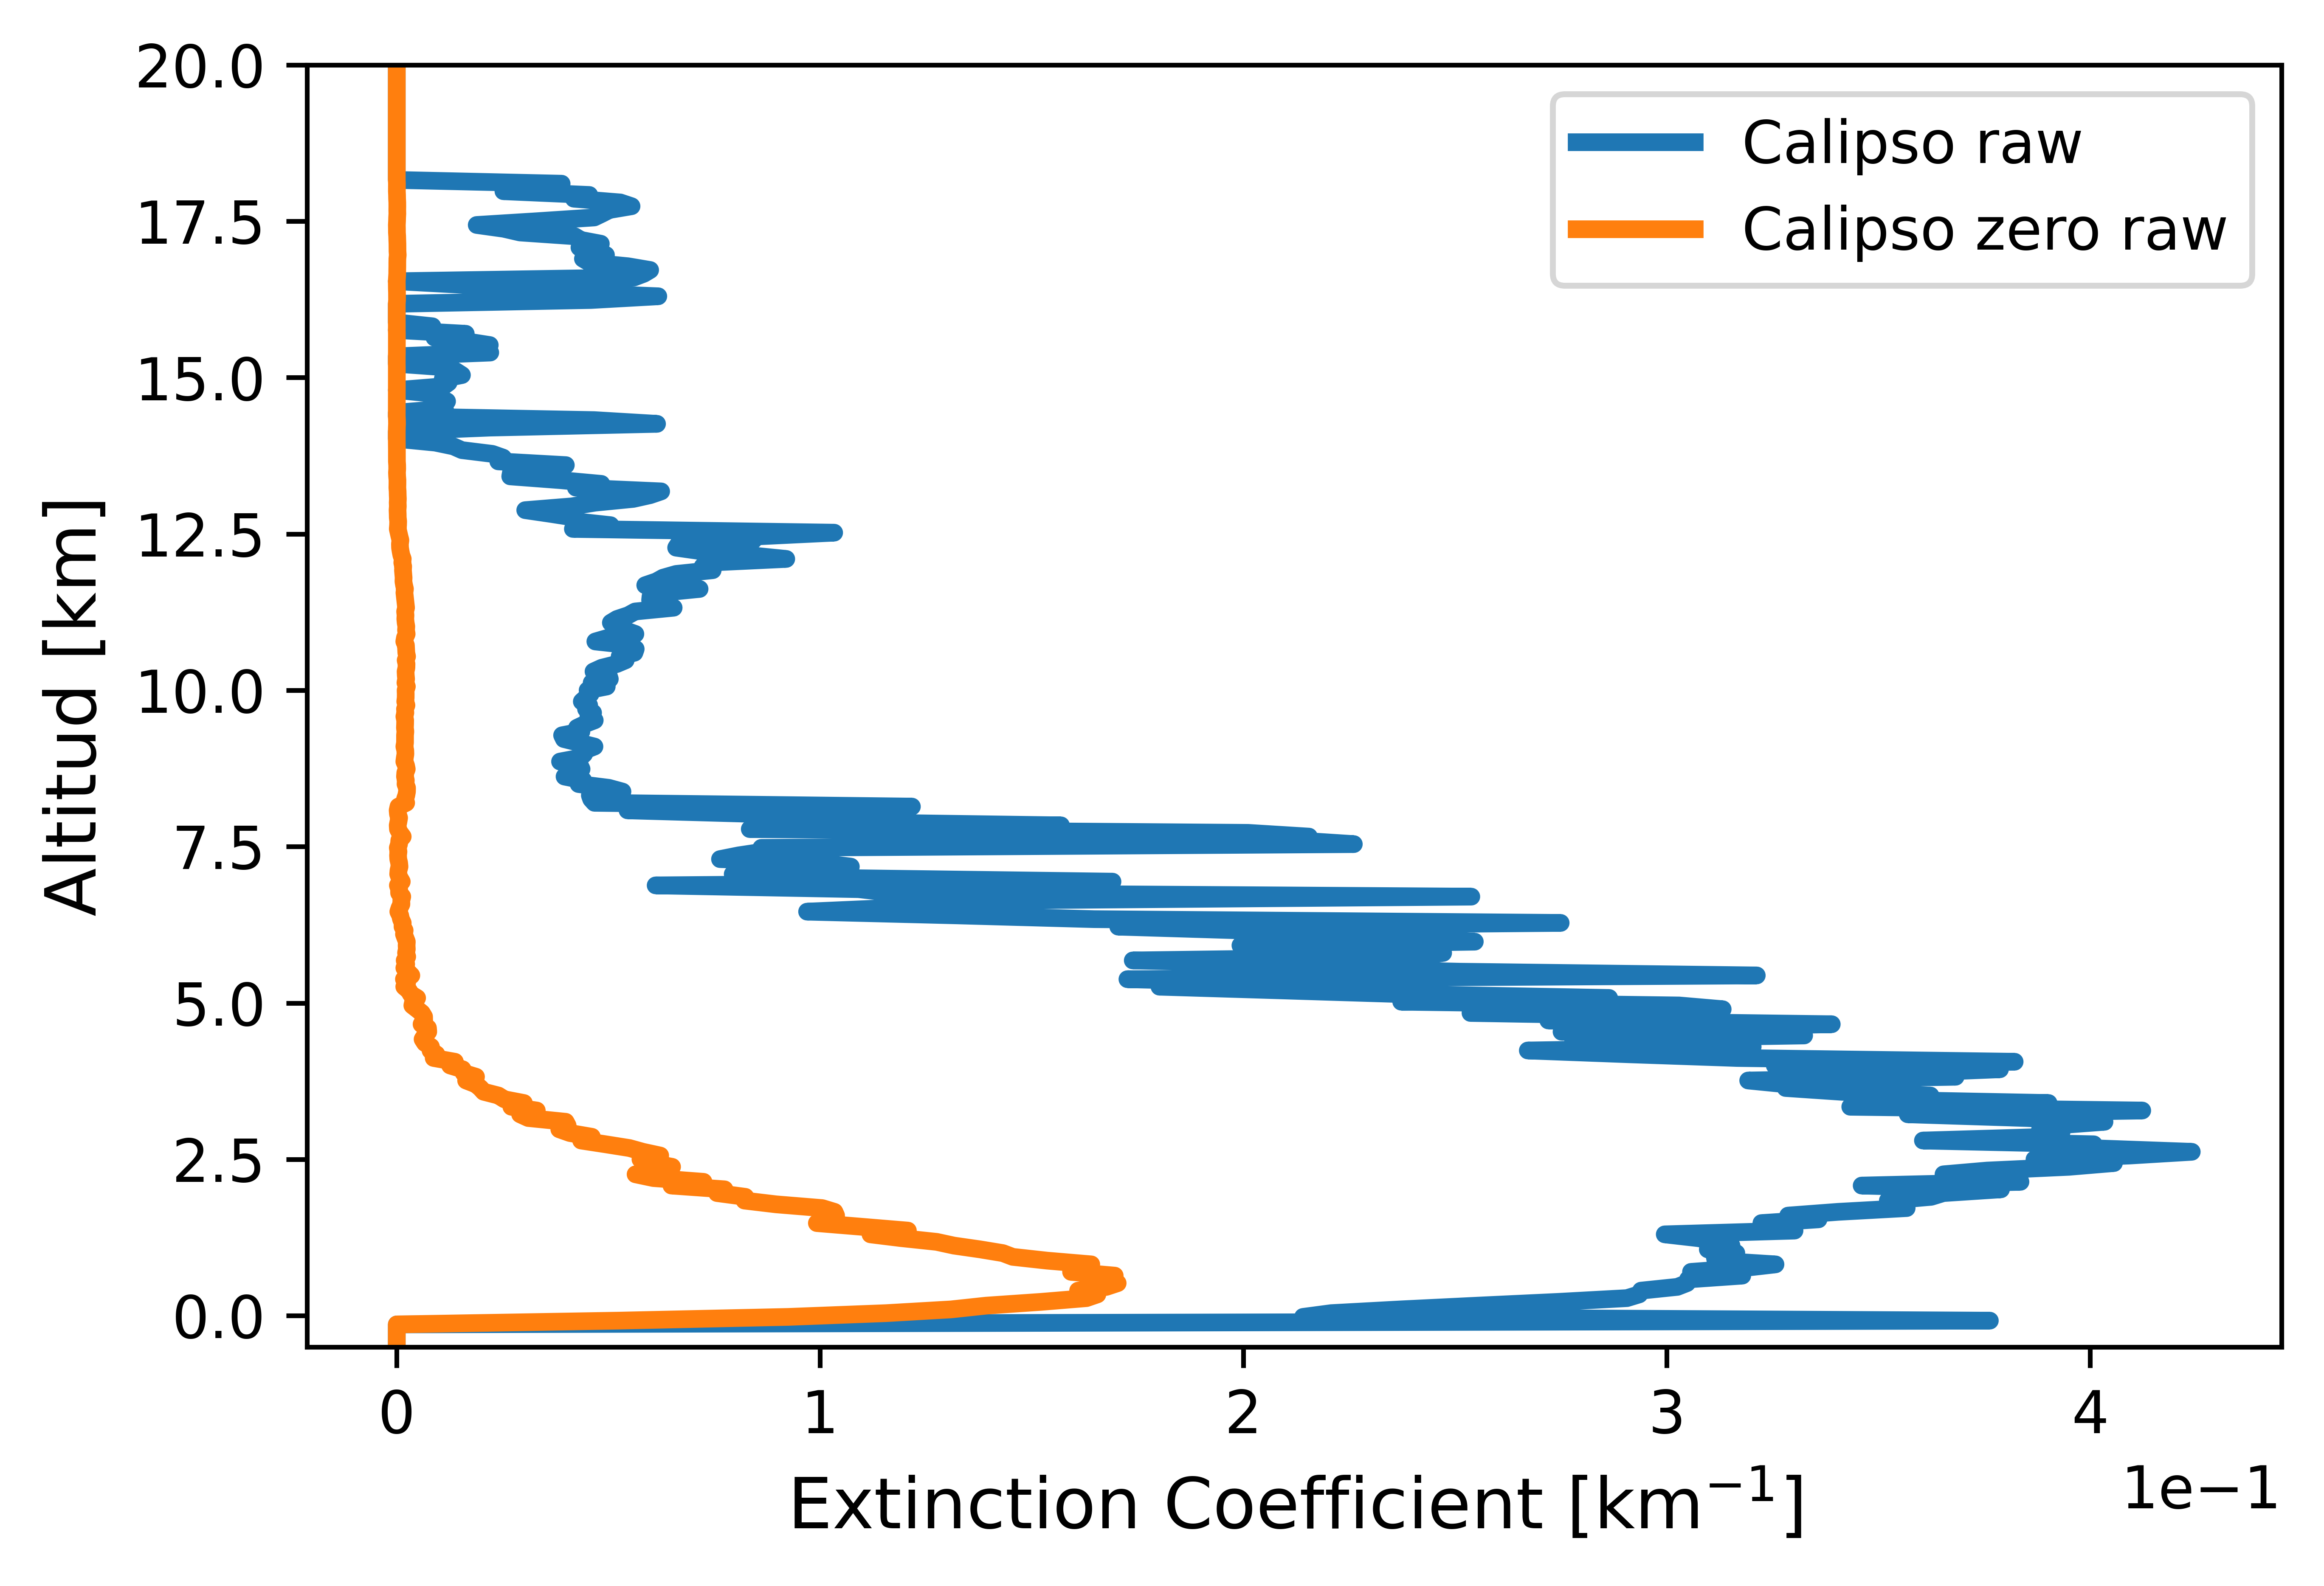 20.0
17.5
15.0
12.5
10.0
7.5
5.0
2.5
0.0
Altitud [km]
Calipso raw
Calipso zero raw
0 1 2 3 4
1e−1
Extinction Coefficient [km⁻¹]